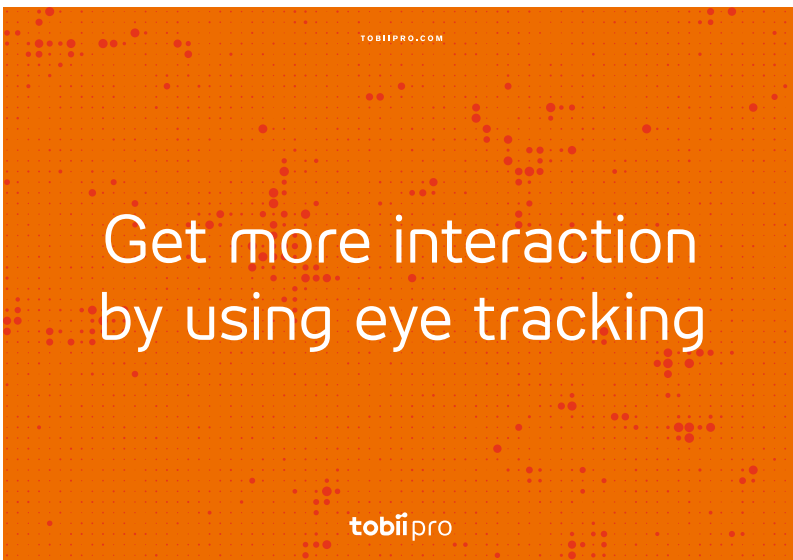 TOBIIPRO.COM
Get more interaction
by using eye tracking
tobii pro